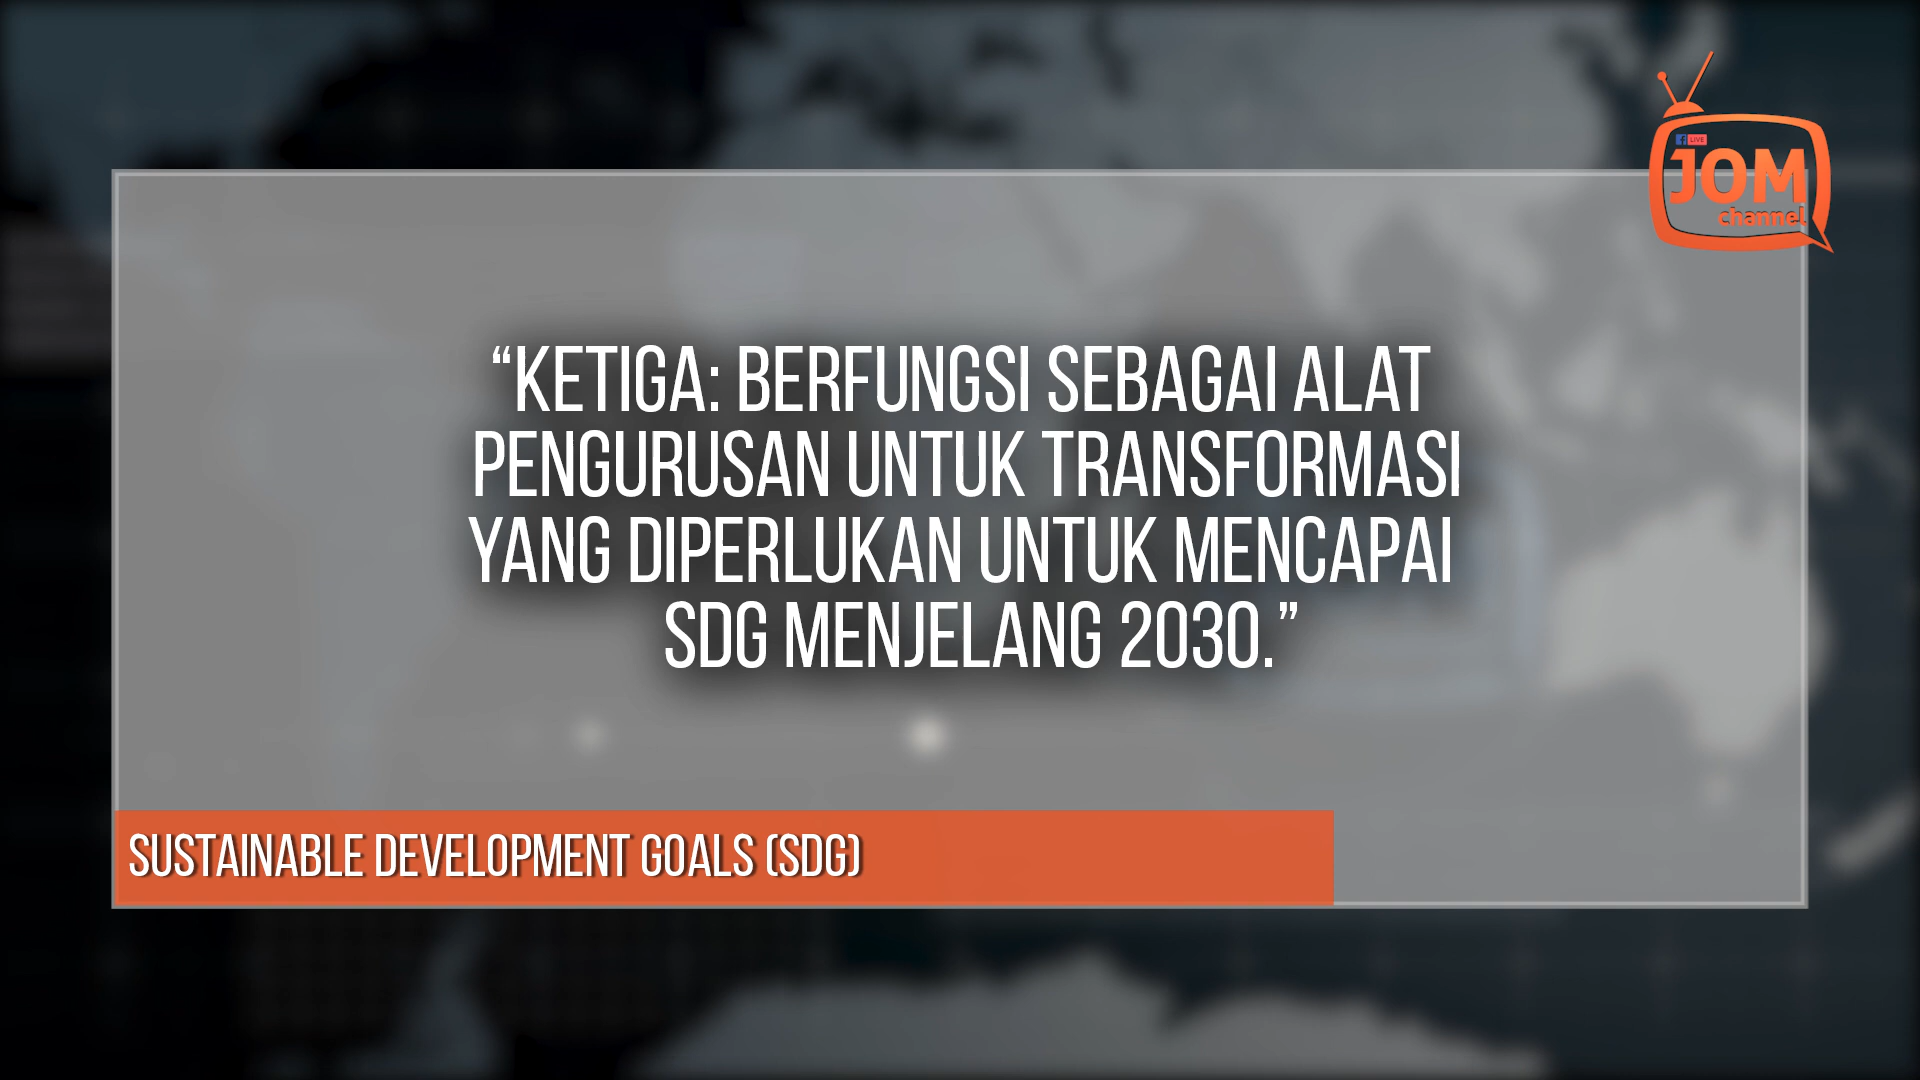 LIVE
JOM
channel
“KETIGA: BERFUNGSI SEBAGAI ALAT
PENGURUSAN UNTUK TRANSFORMASI
YANG DIPERLUKAN UNTUK MENCAPAI
SDG MENJELANG 2030.”
SUSTAINABLE DEVELOPMENT GOALS (SDG)